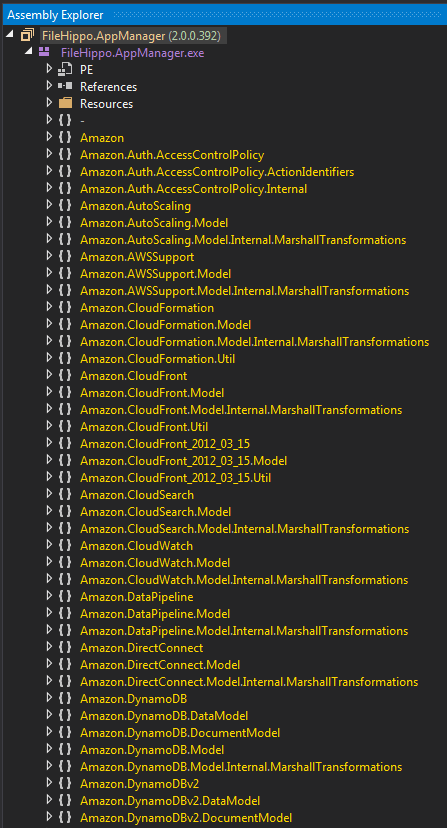 Assembly Explorer
FileHippo.AppManager (2.0.0.392)
FileHippo.AppManager.exe
PE
References
Resources
{ } -
{ } Amazon
{ } Amazon.Auth.AccessControlPolicy
{ } Amazon.Auth.AccessControlPolicy.ActionIdentifiers
{ } Amazon.Auth.AccessControlPolicy.Internal
{ } Amazon.AutoScaling
{ } Amazon.AutoScaling.Model
{ } Amazon.AutoScaling.Model.Internal.MarshallTransformations
{ } Amazon.AWSSupport
{ } Amazon.AWSSupport.Model
{ } Amazon.AWSSupport.Model.Internal.MarshallTransformations
{ } Amazon.CloudFormation
{ } Amazon.CloudFormation.Model
{ } Amazon.CloudFormation.Model.Internal.MarshallTransformations
{ } Amazon.CloudFormation.Util
{ } Amazon.CloudFront
{ } Amazon.CloudFront.Model
{ } Amazon.CloudFront.Model.Internal.MarshallTransformations
{ } Amazon.CloudFront.Util
{ } Amazon.CloudFront_2012_03_15
{ } Amazon.CloudFront_2012_03_15.Model
{ } Amazon.CloudFront_2012_03_15.Util
{ } Amazon.CloudSearch
{ } Amazon.CloudSearch.Model
{ } Amazon.CloudSearch.Model.Internal.MarshallTransformations
{ } Amazon.CloudWatch
{ } Amazon.CloudWatch.Model
{ } Amazon.CloudWatch.Model.Internal.MarshallTransformations
{ } Amazon.DataPipeline
{ } Amazon.DataPipeline.Model
{ } Amazon.DataPipeline.Model.Internal.MarshallTransformations
{ } Amazon.DirectConnect
{ } Amazon.DirectConnect.Model
{ } Amazon.DirectConnect.Model.Internal.MarshallTransformations
{ } Amazon.DynamoDB
{ } Amazon.DynamoDB.DataModel
{ } Amazon.DynamoDB.DocumentModel
{ } Amazon.DynamoDB.Model
{ } Amazon.DynamoDB.Model.Internal.MarshallTransformations
{ } Amazon.DynamoDBv2
{ } Amazon.DynamoDBv2.DataModel
{ } Amazon.DynamoDBv2.DocumentModel